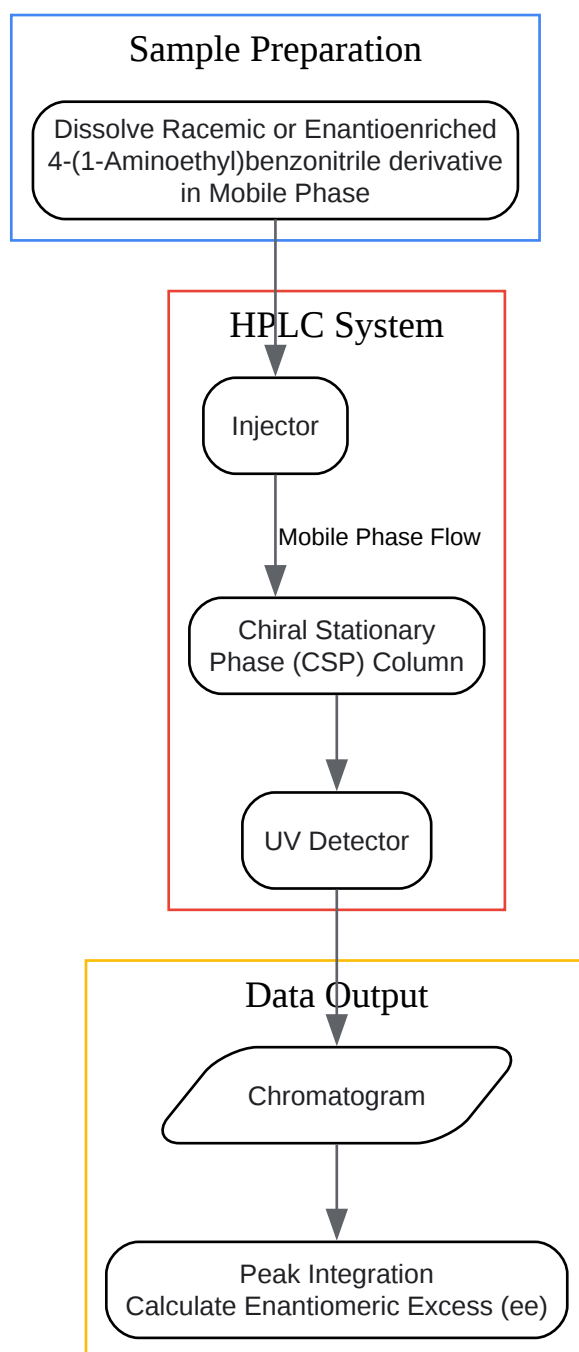 Sample Preparation
Dissolve Racemic or Enantioenriched
4-(1-Aminoethyl)benzonitrile derivative
in Mobile Phase
HPLC System
Injector
Mobile Phase Flow
Chiral Stationary
Phase (CSP) Column
UV Detector
Data Output
Chromatogram
Peak Integration
Calculate Enantiomeric Excess (ee)